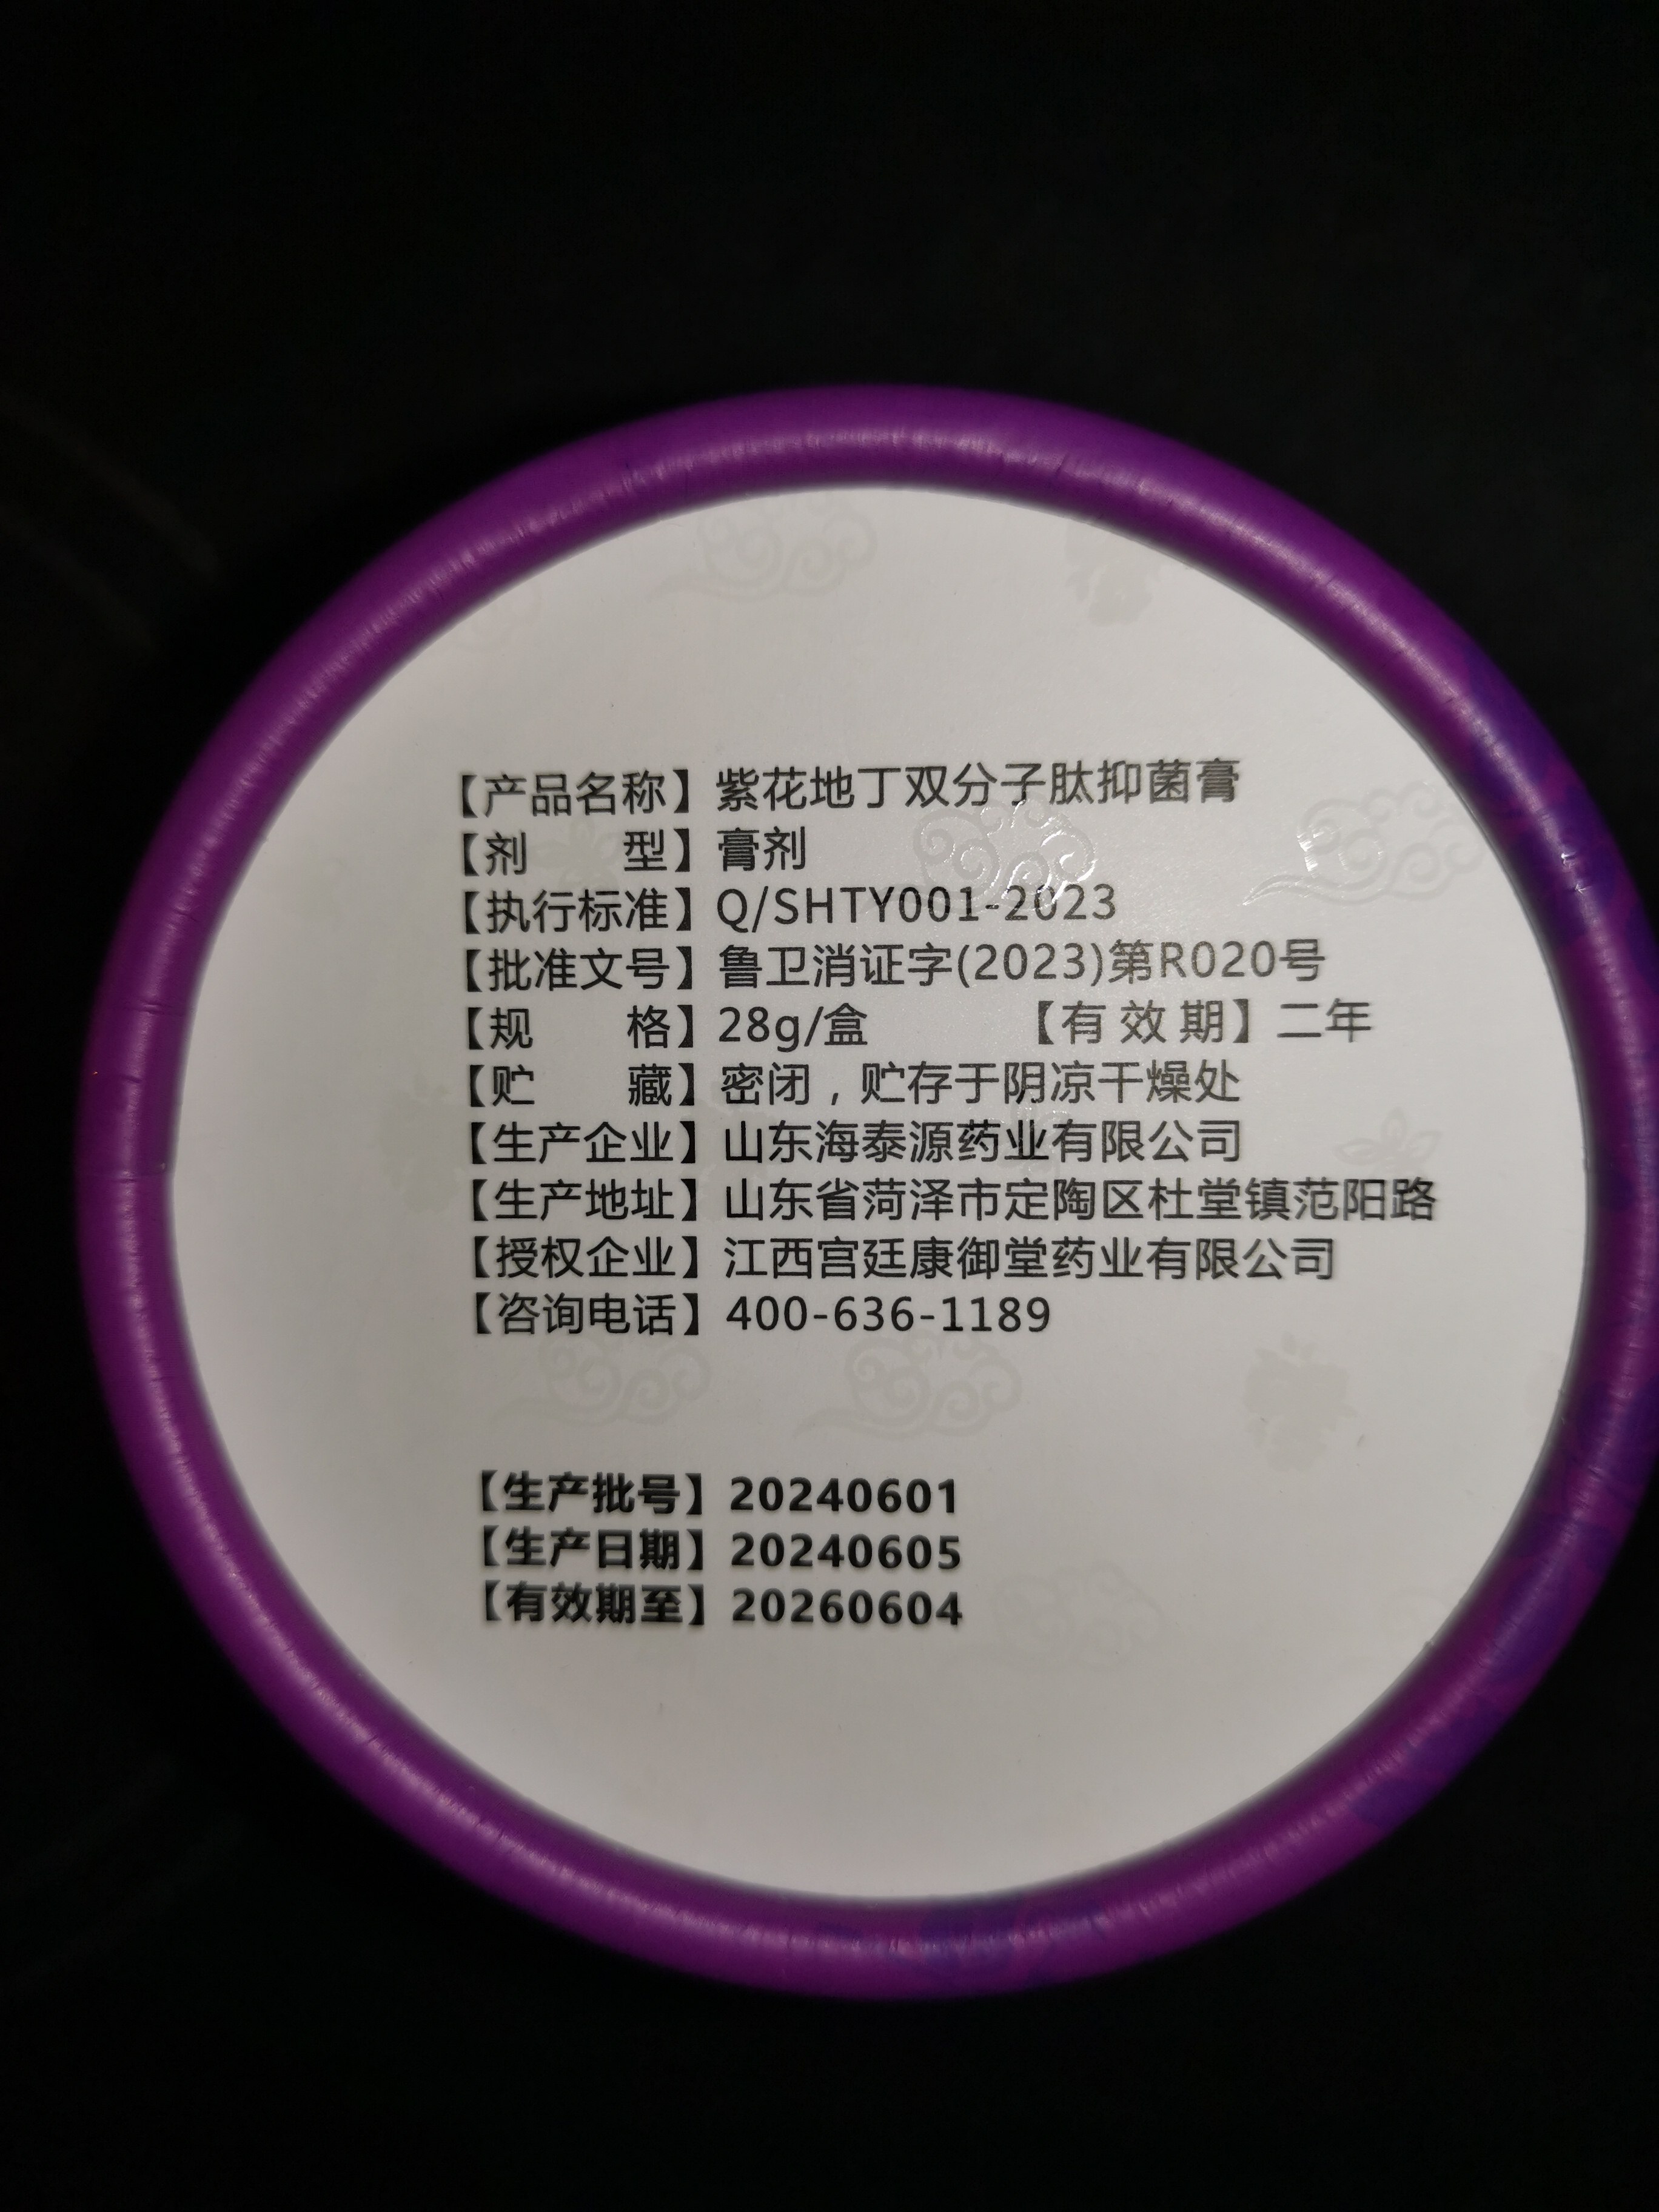 【产品名称】紫花地丁双分子肽抑菌膏
【剂 型】膏剂
【执行标准】Q/SHTY001-2023
【批准文号】鲁卫消证字(2023)第R020号
【规 格】28g/盒 【有效期】二年
【贮 藏】密闭，贮存于阴凉干燥处
【生产企业】山东海泰源药业有限公司
【生产地址】山东省菏泽市定陶区杜堂镇范阳路
【授权企业】江西宫廷康御堂药业有限公司
【咨询电话】400-636-1189
【生产批号】20240601
【生产日期】20240605
【有效期至】20260604